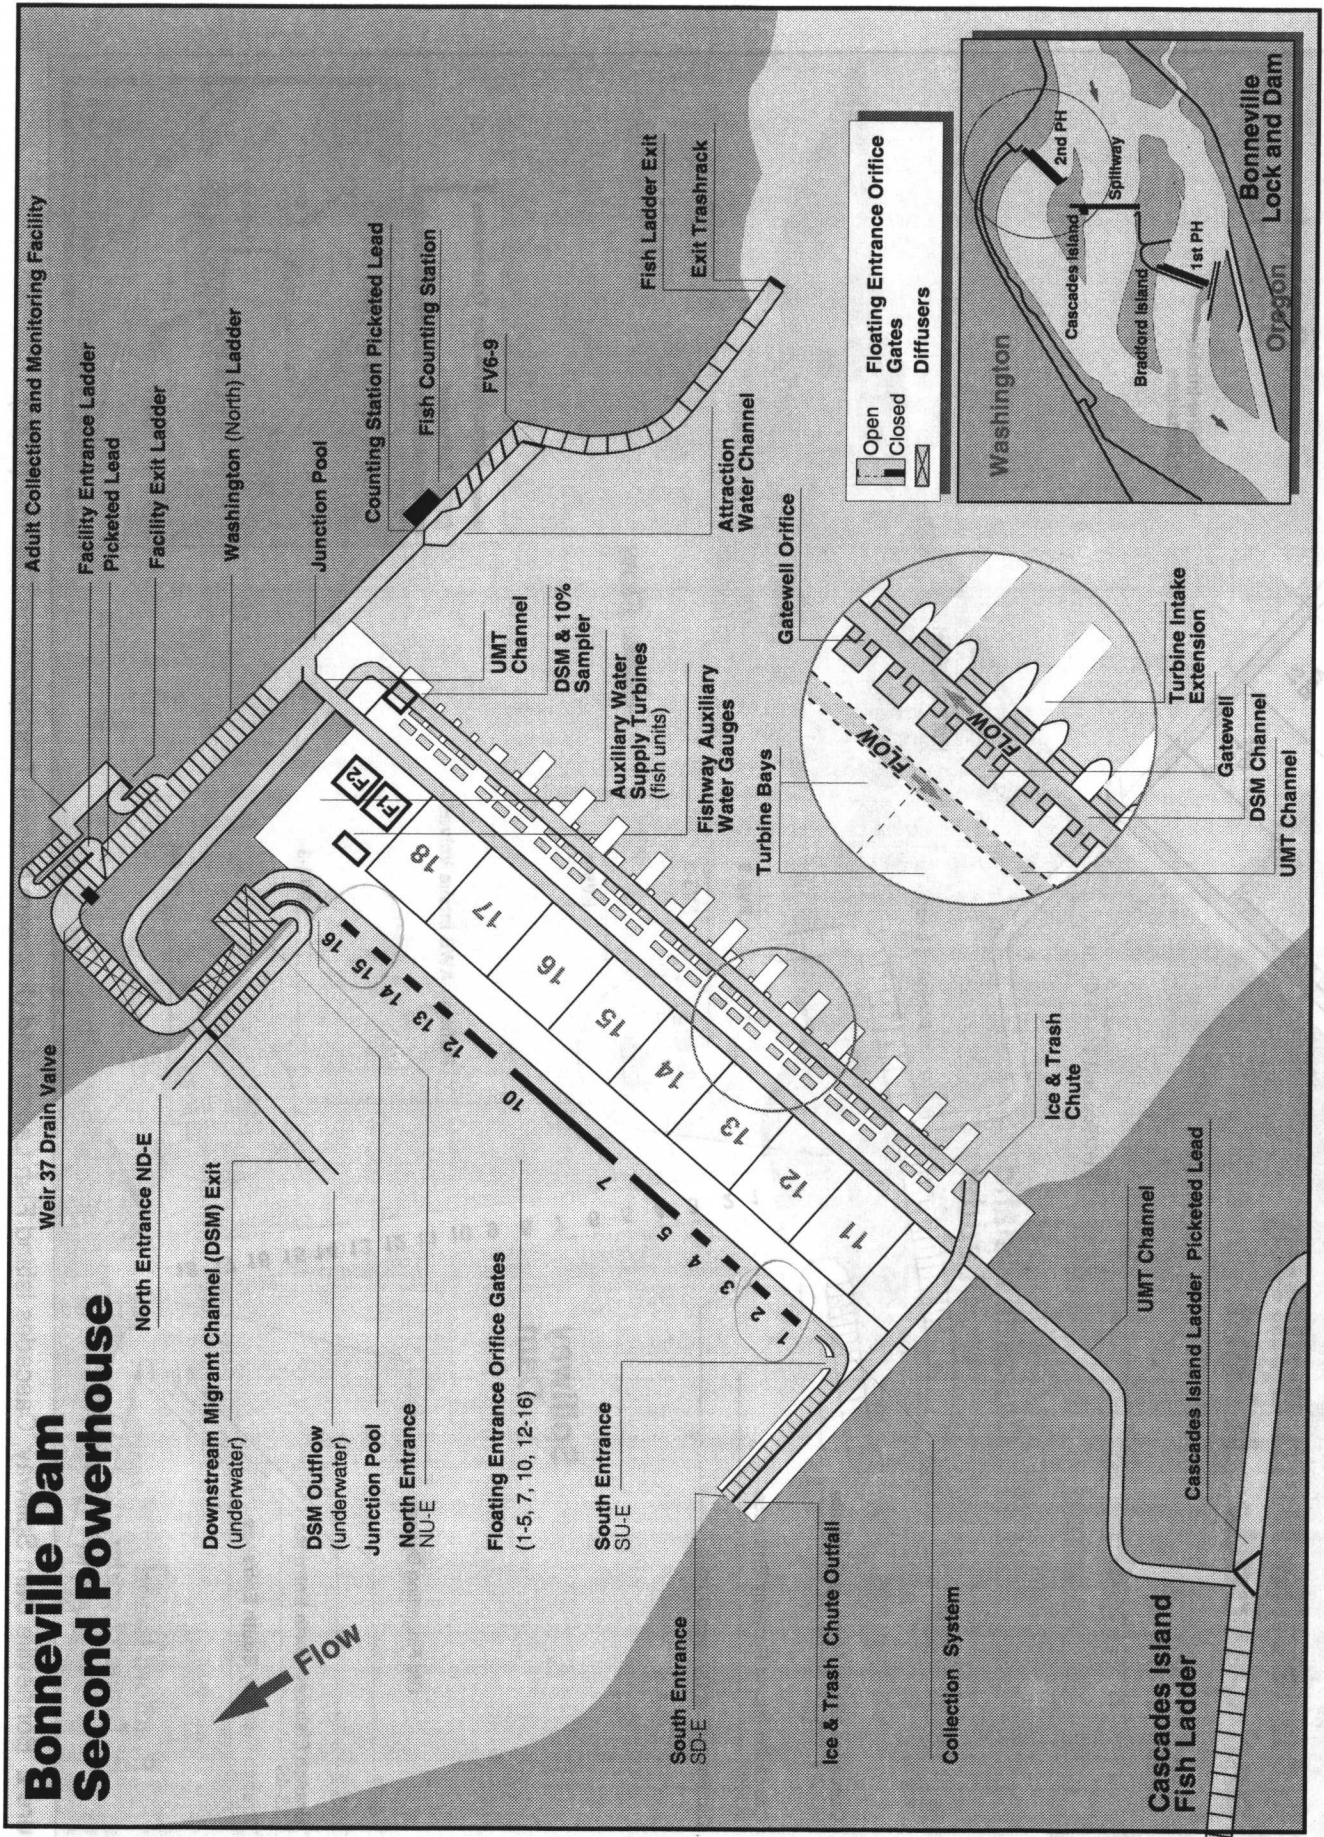 Bonneville Dam
Second Powerhouse
Flow
Adult Collection and Monitoring Facility
Facility Entrance Ladder
Picketed Lead
Facility Exit Ladder
Washington (North) Ladder
Junction Pool
Counting Station Picketed Lead
Fish Counting Station
FV6-9
Fish Ladder Exit
Exit Trashrack
Weir 37 Drain Valve
North Entrance ND-E
Downstream Migrant Channel (DSM) Exit
(underwater)
DSM Outflow
(underwater)
Junction Pool
North Entrance
NU-E
Floating Entrance Orifice Gates
(1-5, 7, 10, 12-16)
South Entrance
SU-E
South Entrance
SD-E
Ice & Trash Chute Outfall
Collection System
Cascades Island
Fish Ladder
Cascades Island Ladder Picketed Lead
UMT Channel
Ice & Trash
Chute
1
2
3
4
5
7
10
12
13
14
15
16
11
12
13
14
15
16
17
18
F1
F2
UMT
Channel
DSM & 10%
Sampler
Auxiliary Water
Supply Turbines
(fish units)
Fishway Auxiliary
Water Gauges
Attraction
Water Channel
Turbine Bays
Gatewell Orifice
FLOW
FLOW
Turbine Intake
Extension
Gatewell
DSM Channel
UMT Channel
Open
Closed
Floating Entrance Orifice
Gates
Diffusers
Washington
Cascades Island
2nd PH
Spillway
Bradford Island
1st PH
Oregon
Bonneville
Lock and Dam